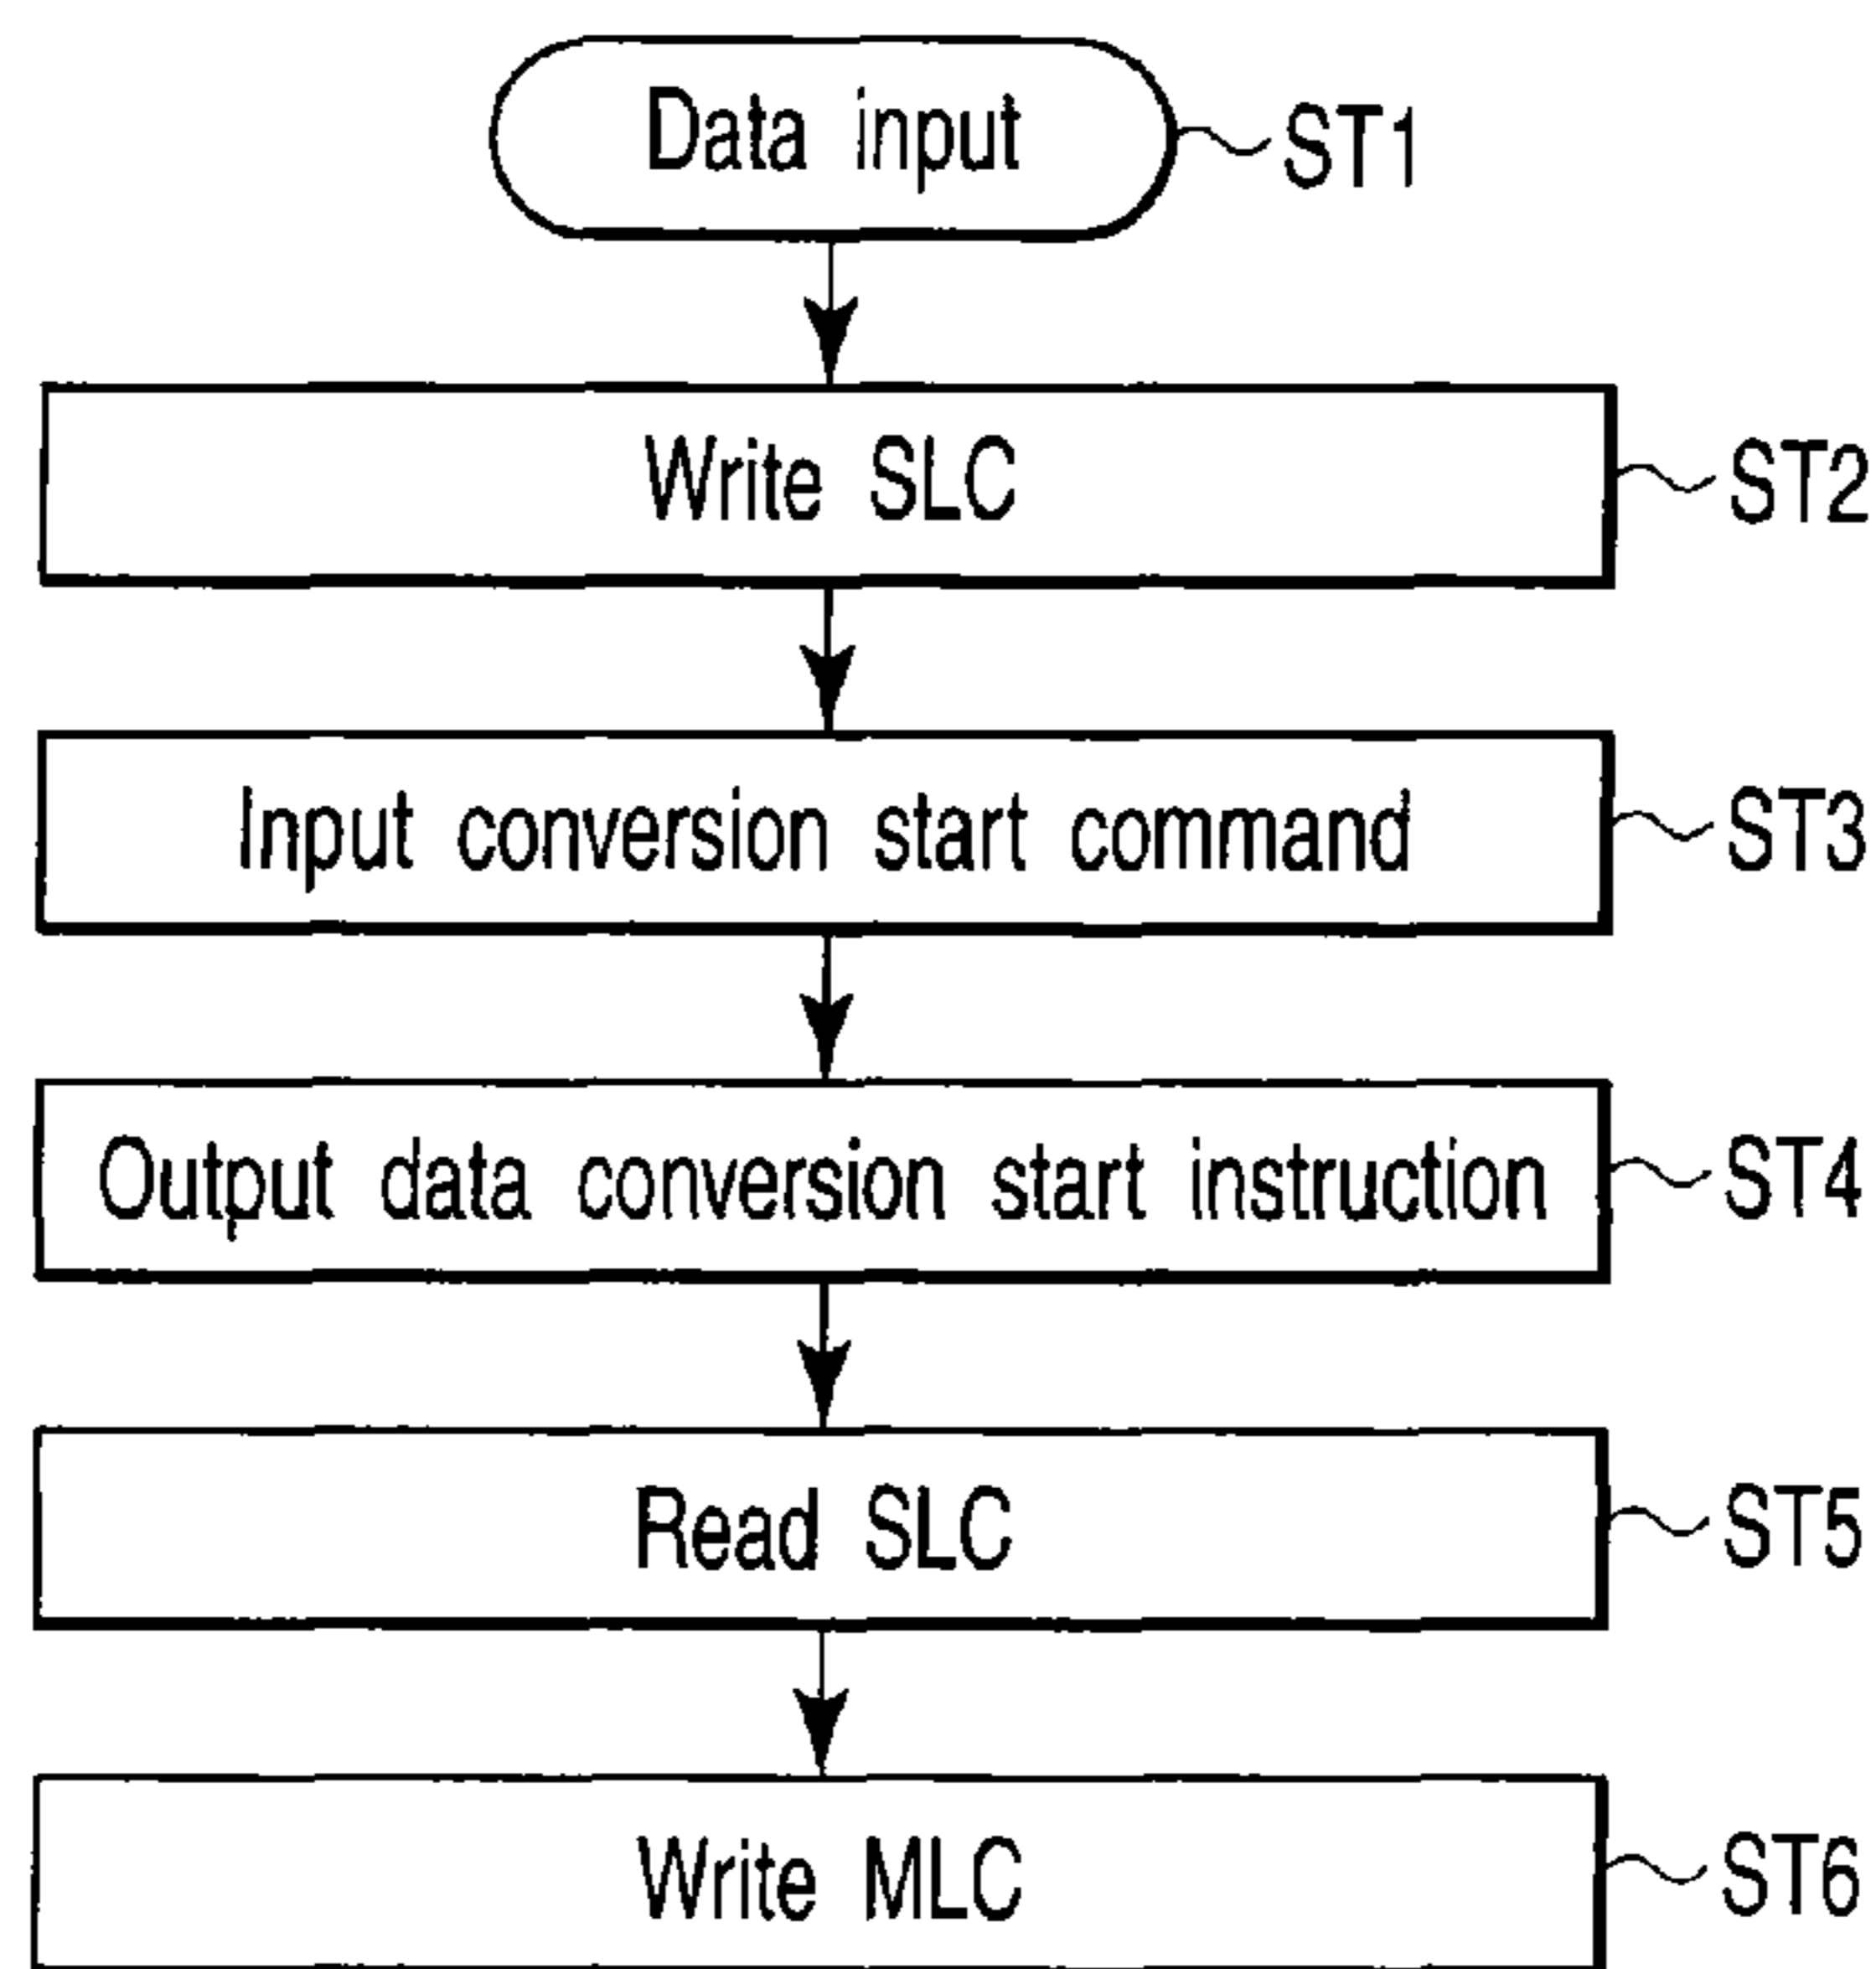 Data input
ST1
Write SLC
ST2
Input conversion start command
ST3
Output data conversion start instruction
ST4
Read SLC
ST5
Write MLC
ST6